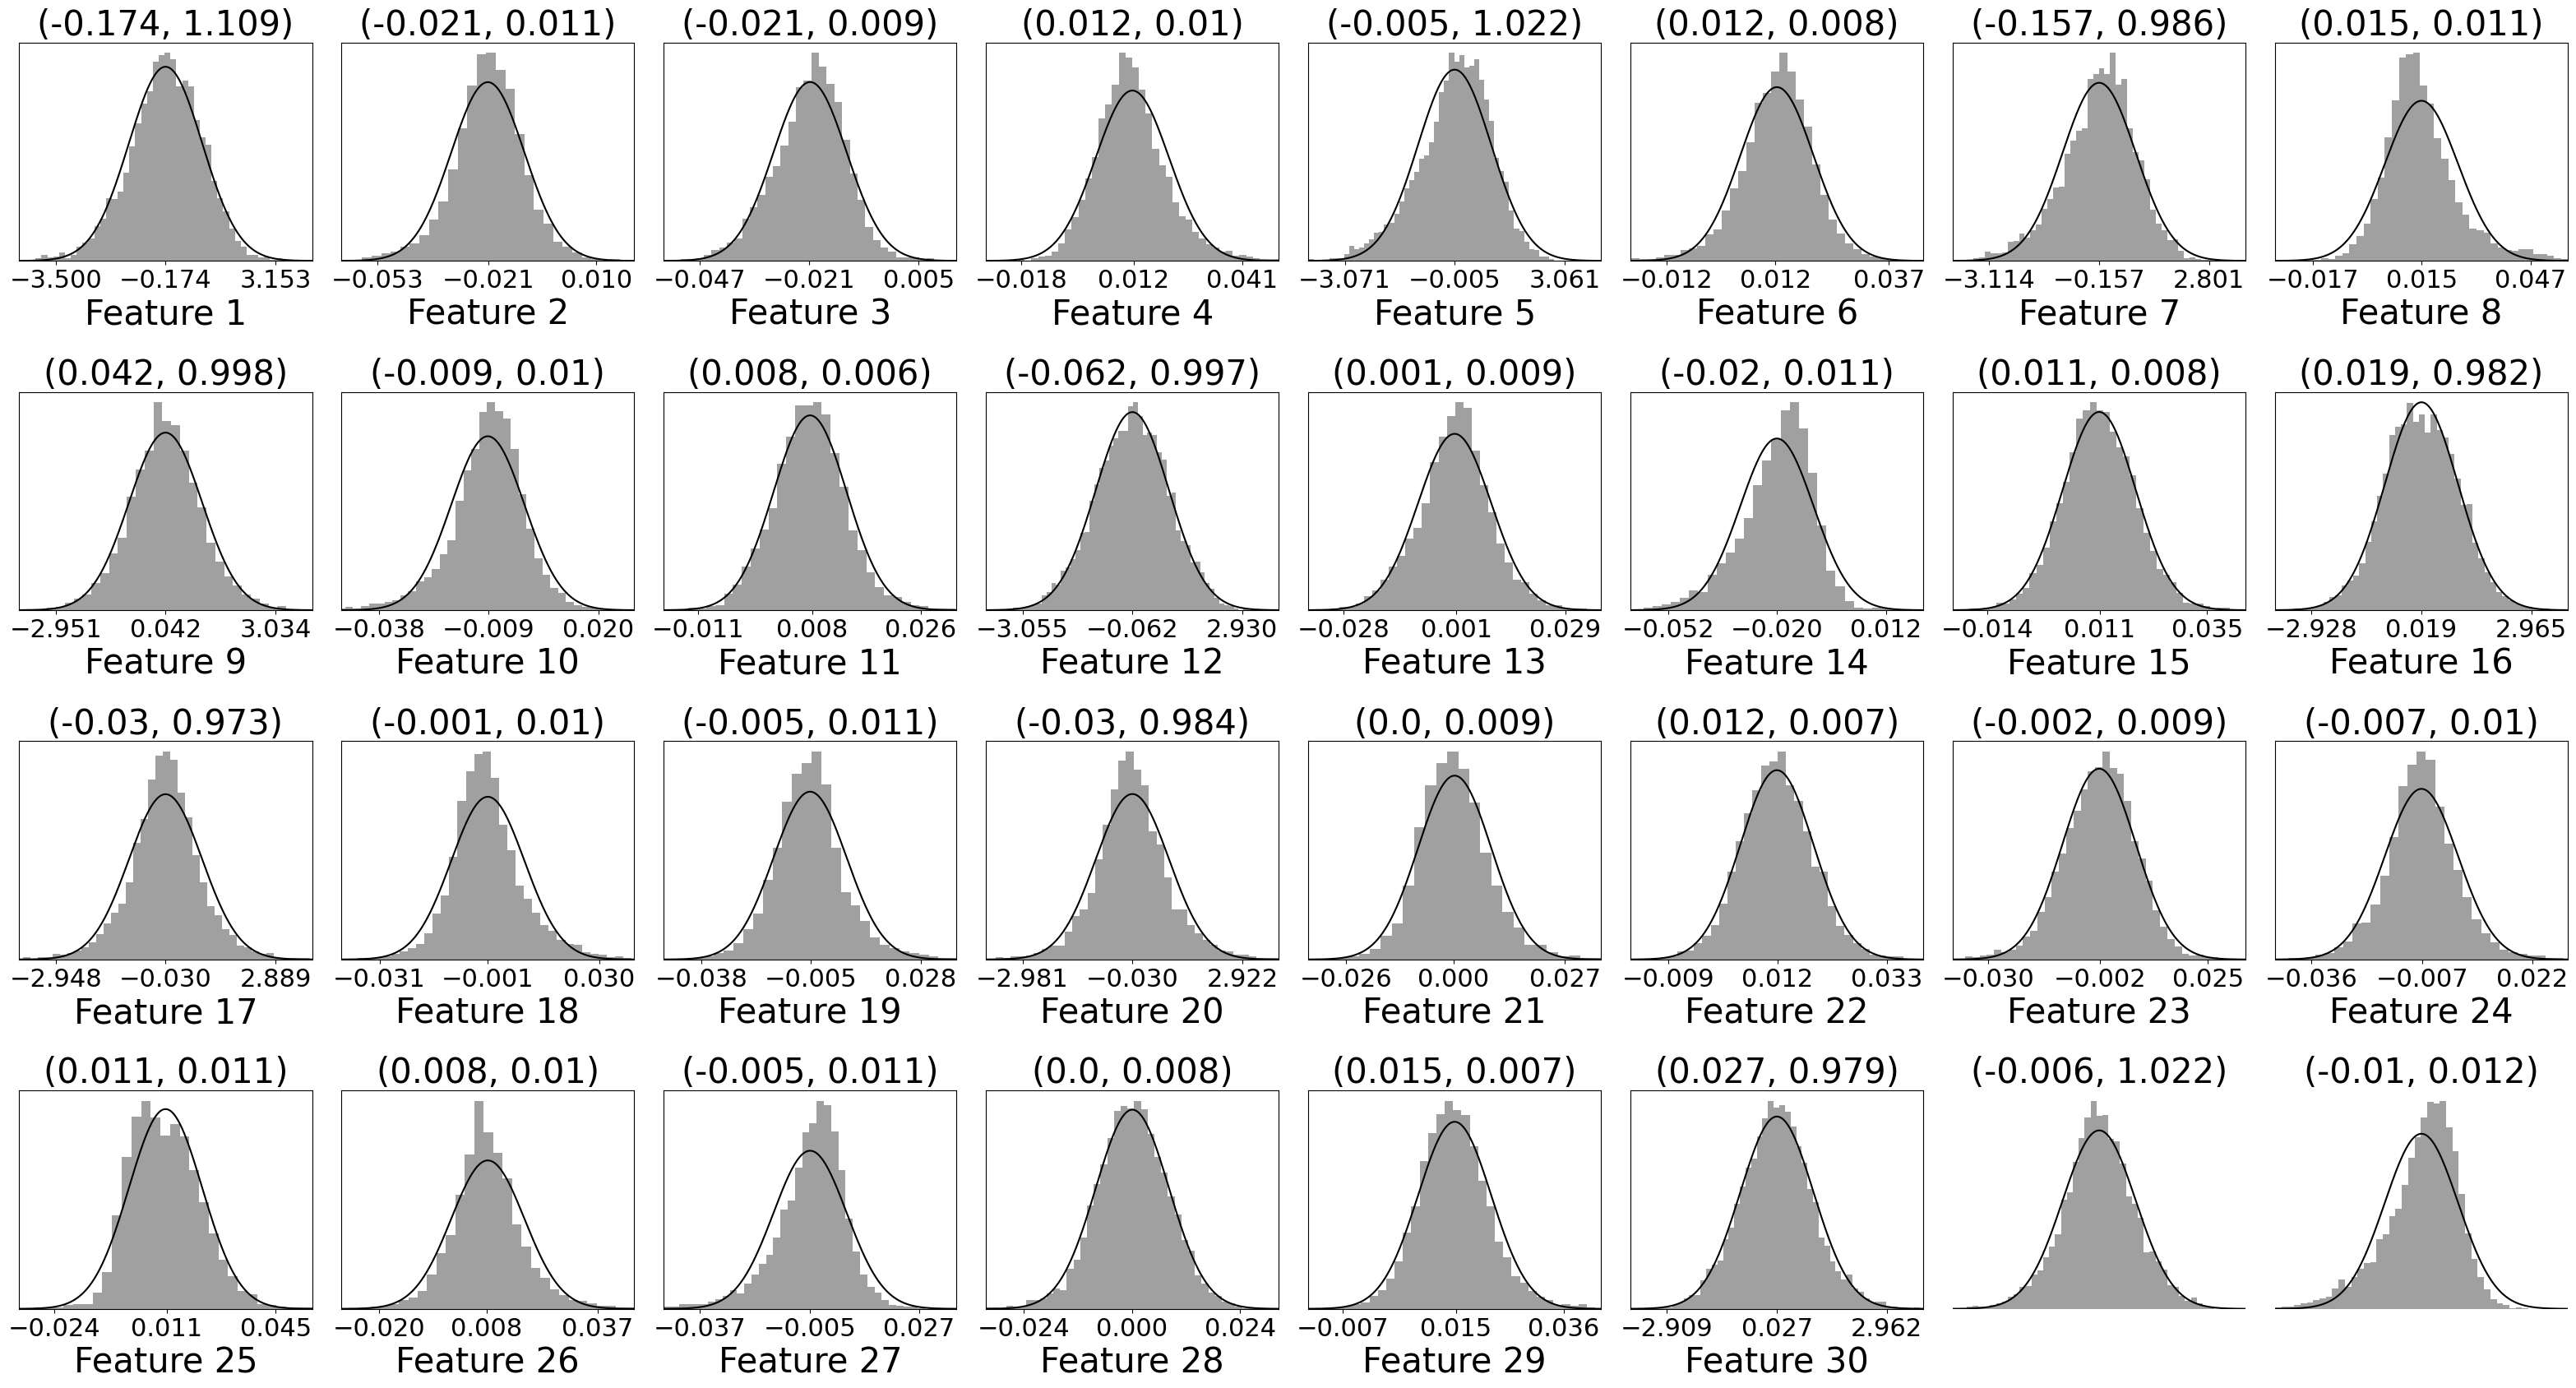 (-0.174, 1.109) (-0.021, 0.011) (-0.021, 0.009) (0.012, 0.01) (-0.005, 1.022) (0.012, 0.008) (-0.157, 0.986) (0.015, 0.011)
−3.500 −0.174 3.153 −0.053 −0.021 0.010 −0.047 −0.021 0.005 −0.018 0.012 0.041 −3.071 −0.005 3.061 −0.012 0.012 0.037 −3.114 −0.157 2.801 −0.017 0.015 0.047
Feature 1 Feature 2 Feature 3 Feature 4 Feature 5 Feature 6 Feature 7 Feature 8
(0.042, 0.998) (-0.009, 0.01) (0.008, 0.006) (-0.062, 0.997) (0.001, 0.009) (-0.02, 0.011) (0.011, 0.008) (0.019, 0.982)
−2.951 0.042 3.034 −0.038 −0.009 0.020 −0.011 0.008 0.026 −3.055 −0.062 2.930 −0.028 0.001 0.029 −0.052 −0.020 0.012 −0.014 0.011 0.035 −2.928 0.019 2.965
Feature 9 Feature 10 Feature 11 Feature 12 Feature 13 Feature 14 Feature 15 Feature 16
(-0.03, 0.973) (-0.001, 0.01) (-0.005, 0.011) (-0.03, 0.984) (0.0, 0.009) (0.012, 0.007) (-0.002, 0.009) (-0.007, 0.01)
−2.948 −0.030 2.889 −0.031 −0.001 0.030 −0.038 −0.005 0.028 −2.981 −0.030 2.922 −0.026 0.000 0.027 −0.009 0.012 0.033 −0.030 −0.002 0.025 −0.036 −0.007 0.022
Feature 17 Feature 18 Feature 19 Feature 20 Feature 21 Feature 22 Feature 23 Feature 24
(0.011, 0.011) (0.008, 0.01) (-0.005, 0.011) (0.0, 0.008) (0.015, 0.007) (0.027, 0.979) (-0.006, 1.022) (-0.01, 0.012)
−0.024 0.011 0.045 −0.020 0.008 0.037 −0.037 −0.005 0.027 −0.024 0.000 0.024 −0.007 0.015 0.036 −2.909 0.027 2.962
Feature 25 Feature 26 Feature 27 Feature 28 Feature 29 Feature 30